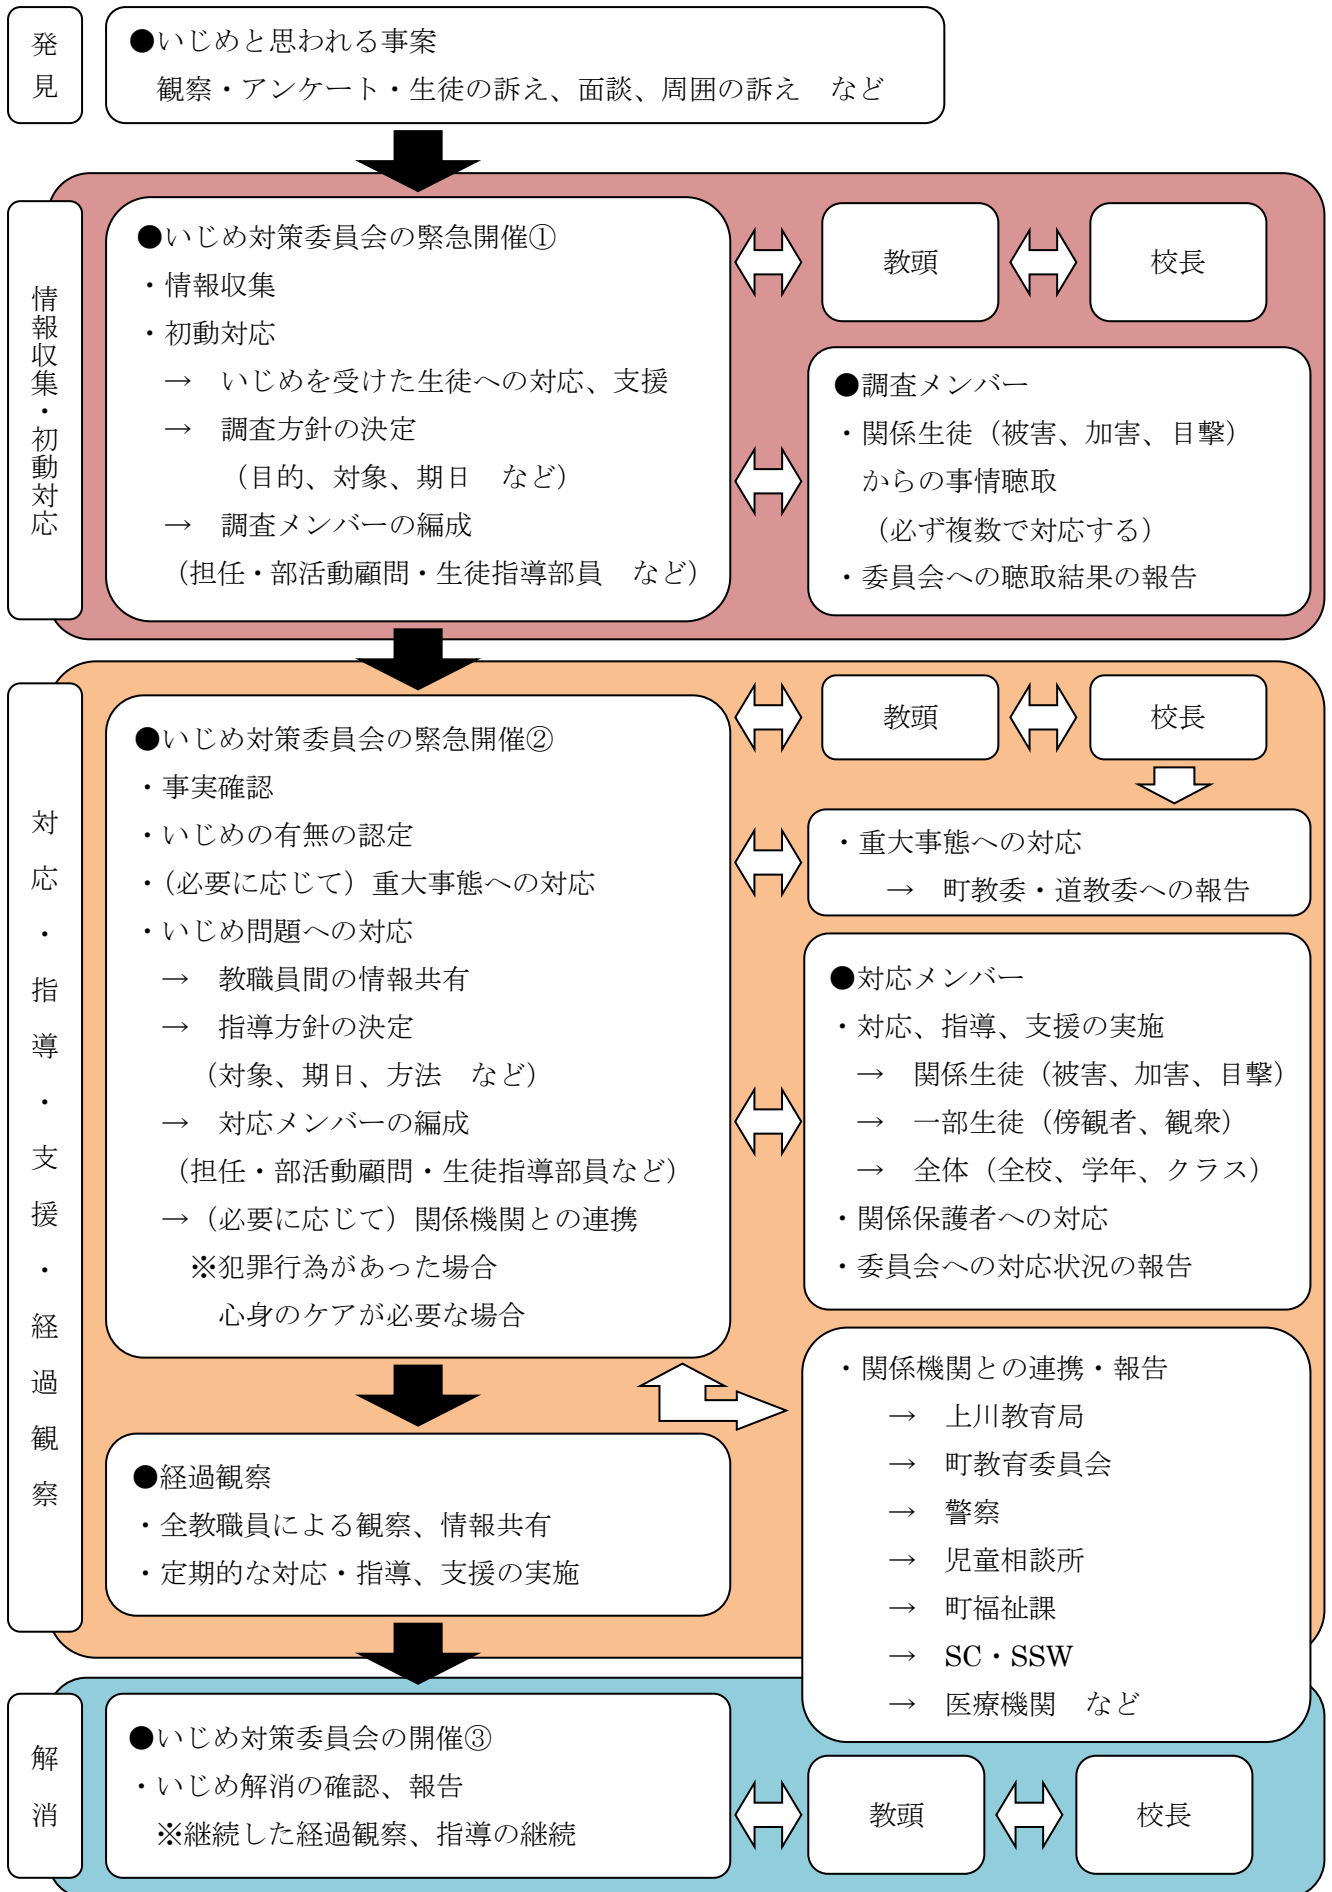 発見
●いじめと思われる事案
観察・アンケート・生徒の訴え、面談、周囲の訴え　など
情報収集・初動対応
●いじめ対策委員会の緊急開催①
・情報収集
・初動対応
→　いじめを受けた生徒への対応、支援
→　調査方針の決定
（目的、対象、期日　など）
→　調査メンバーの編成
（担任・部活動顧問・生徒指導部員　など）
教頭
校長
●調査メンバー
・関係生徒（被害、加害、目撃）
からの事情聴取
（必ず複数で対応する）
・委員会への聴取結果の報告
対応・指導・支援・経過観察
●いじめ対策委員会の緊急開催②
・事実確認
・いじめの有無の認定
・（必要に応じて）重大事態への対応
・いじめ問題への対応
→　教職員間の情報共有
→　指導方針の決定
（対象、期日、方法　など）
→　対応メンバーの編成
（担任・部活動顧問・生徒指導部員など）
→（必要に応じて）関係機関との連携
※犯罪行為があった場合
心身のケアが必要な場合
教頭
校長
・重大事態への対応
→　町教委・道教委への報告
●対応メンバー
・対応、指導、支援の実施
→　関係生徒（被害、加害、目撃）
→　一部生徒（傍観者、観衆）
→　全体（全校、学年、クラス）
・関係保護者への対応
・委員会への対応状況の報告
・関係機関との連携・報告
→　上川教育局
→　町教育委員会
→　警察
→　児童相談所
→　町福祉課
→　SC・SSW
→　医療機関　など
●経過観察
・全教職員による観察、情報共有
・定期的な対応・指導、支援の実施
解消
●いじめ対策委員会の開催③
・いじめ解消の確認、報告
※継続した経過観察、指導の継続
教頭
校長